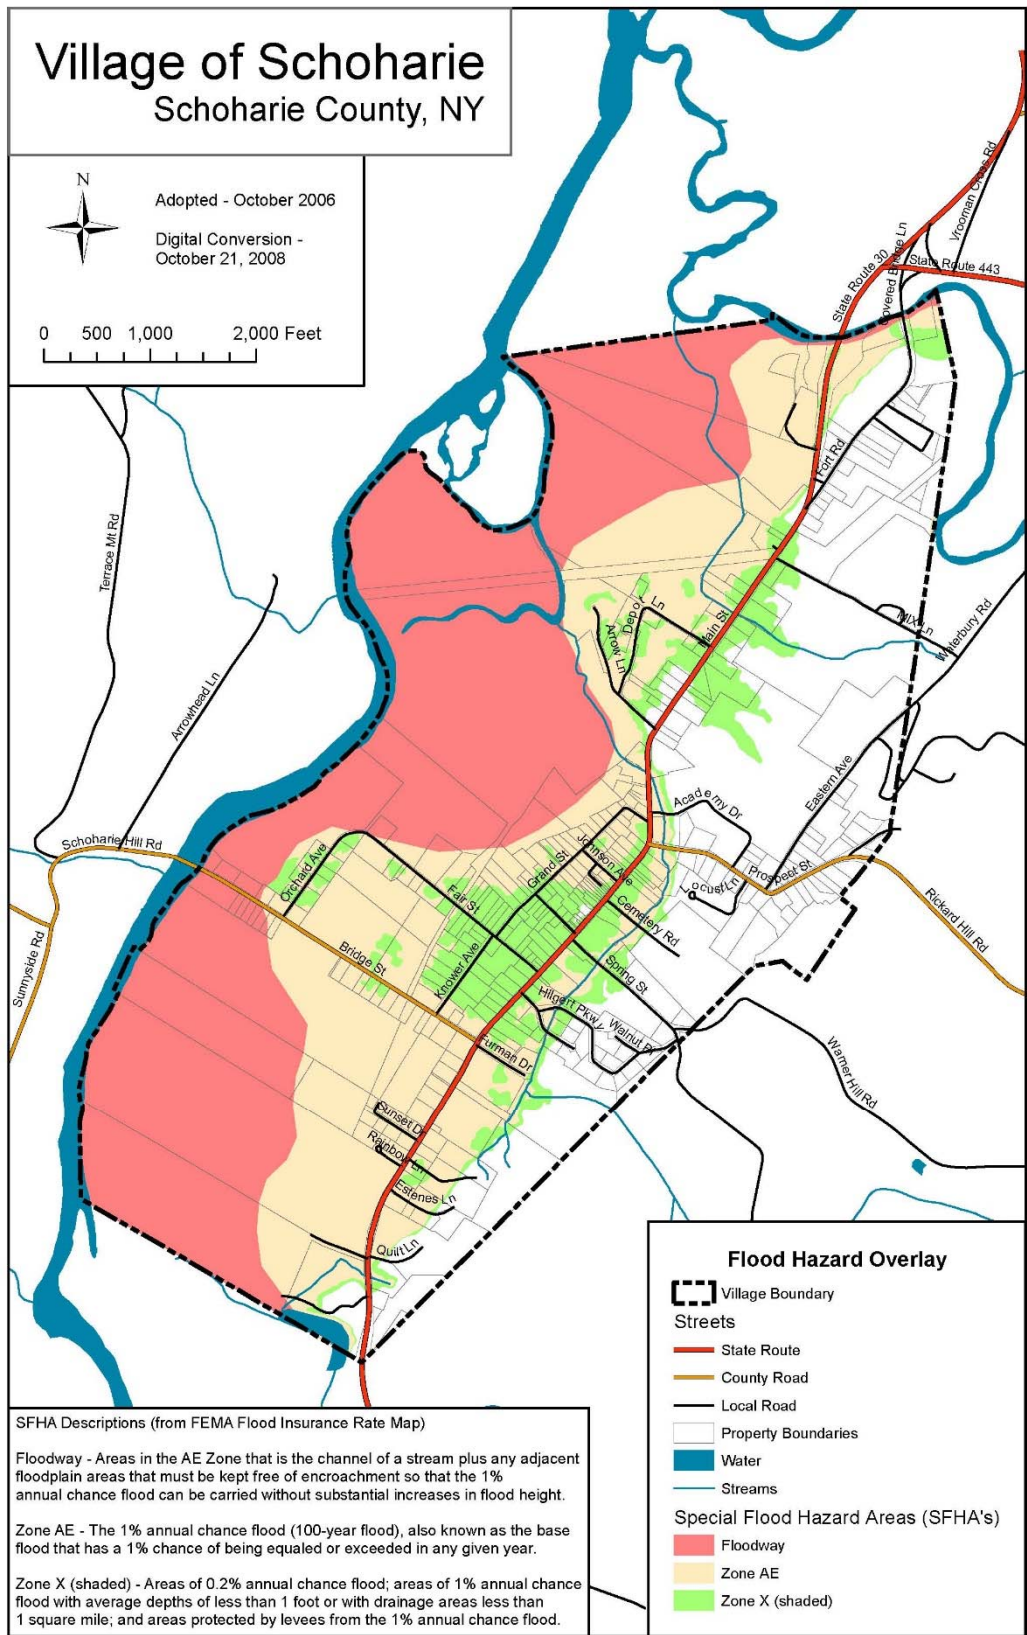 Village of Schoharie
Schoharie County, NY
N
Adopted - October 2006
Digital Conversion -
October 21, 2008
0 500 1,000 2,000 Feet
Vrooman Cross Rd
State Route 30
Covered Bridge Ln
State Route 443
Fort Rd
Terrace Mt Rd
Arrowhead Ln
Depot Ln
Arrow Ln
Main St
Mix Ln
Waterbury Rd
Eastern Ave
Academy Dr
Schoharie Hill Rd
Orchard Ave
Grand St
Johnson Ave
Locust Ln
Prospect St
Fair St
Cemetery Rd
Rickard Hill Rd
Sunnyside Rd
Bridge St
Knower Ave
Spring St
Hilgert Pkwy
Walnut Dr
Furman Dr
Warner Hill Rd
Sunset Dr
Rainbow Ln
Estenes Ln
Quilt Ln
Flood Hazard Overlay
Village Boundary
Streets
State Route
County Road
Local Road
Property Boundaries
Water
Streams
Special Flood Hazard Areas (SFHA's)
Floodway
Zone AE
Zone X (shaded)
SFHA Descriptions (from FEMA Flood Insurance Rate Map)
Floodway - Areas in the AE Zone that is the channel of a stream plus any adjacent
floodplain areas that must be kept free of encroachment so that the 1%
annual chance flood can be carried without substantial increases in flood height.
Zone AE - The 1% annual chance flood (100-year flood), also known as the base
flood that has a 1% chance of being equaled or exceeded in any given year.
Zone X (shaded) - Areas of 0.2% annual chance flood; areas of 1% annual chance
flood with average depths of less than 1 foot or with drainage areas less than
1 square mile; and areas protected by levees from the 1% annual chance flood.